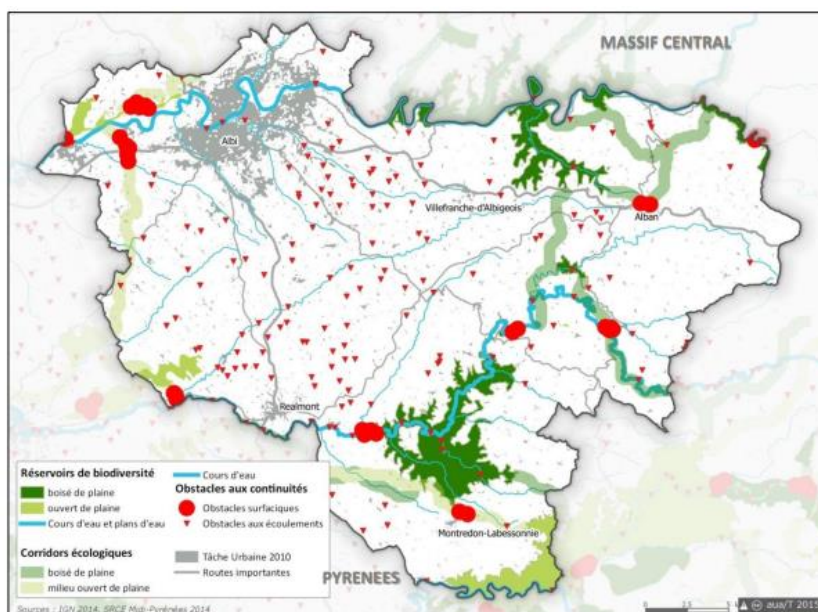 MASSIF CENTRAL
Albi
Villefranche-d'Albigeois
Alban
Realmont
Montredon-Labessonnie
PYRENEES
Réservoirs de biodiversité
boisé de plaine
ouvert de plaine
Cours d'eau et plans d'eau
Corridors écologiques
boisé de plaine
milieu ouvert de plaine
Cours d'eau
Obstacles aux continuités
Obstacles surfaciques
Obstacles aux écoulements
Tâche Urbaine 2010
Routes importantes
Sources : IGN 2014, SRCE Midi-Pyrénées 2014
0 2.5
aua/T 2015